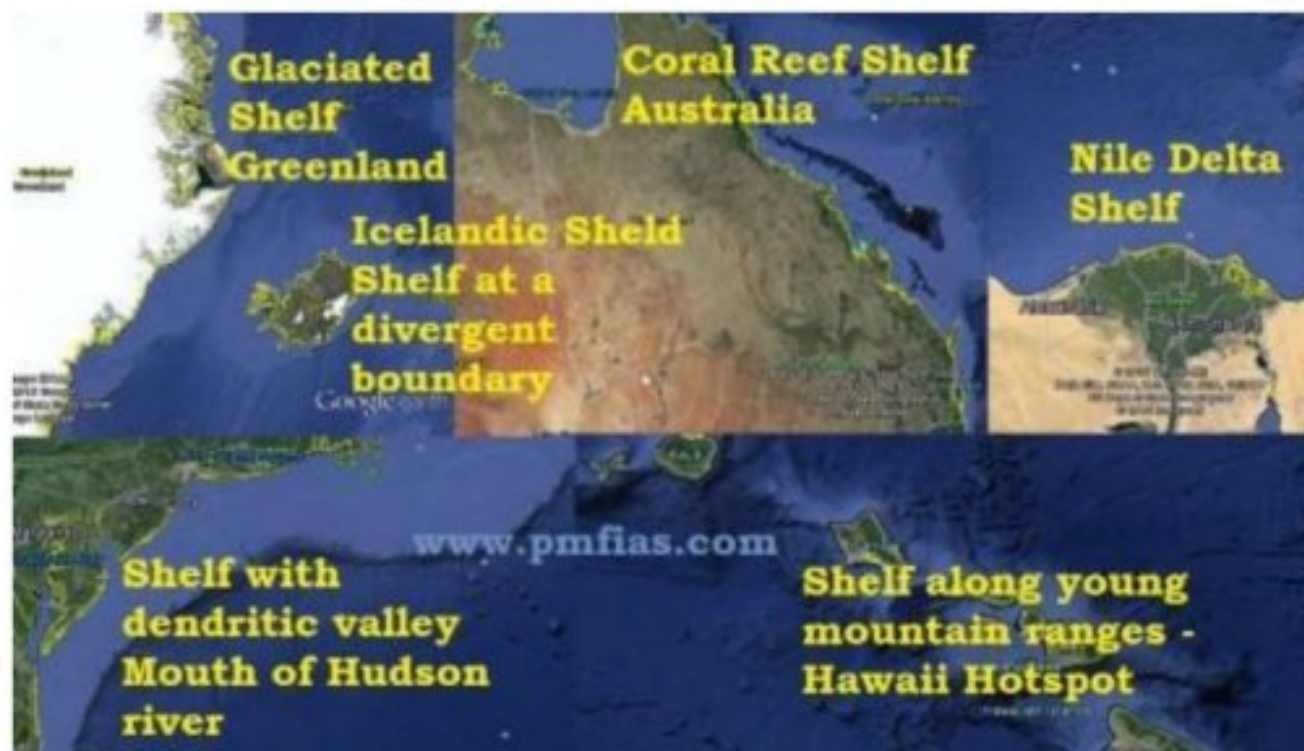 Glaciated
Shelf
Greenland
Coral Reef Shelf
Australia
Nile Delta
Shelf
Icelandic Sheld
Shelf at a
divergent
boundary
Google
www.pmfias.com
Shelf with
dendritic valley
Mouth of Hudson
river
Shelf along young
mountain ranges -
Hawaii Hotspot